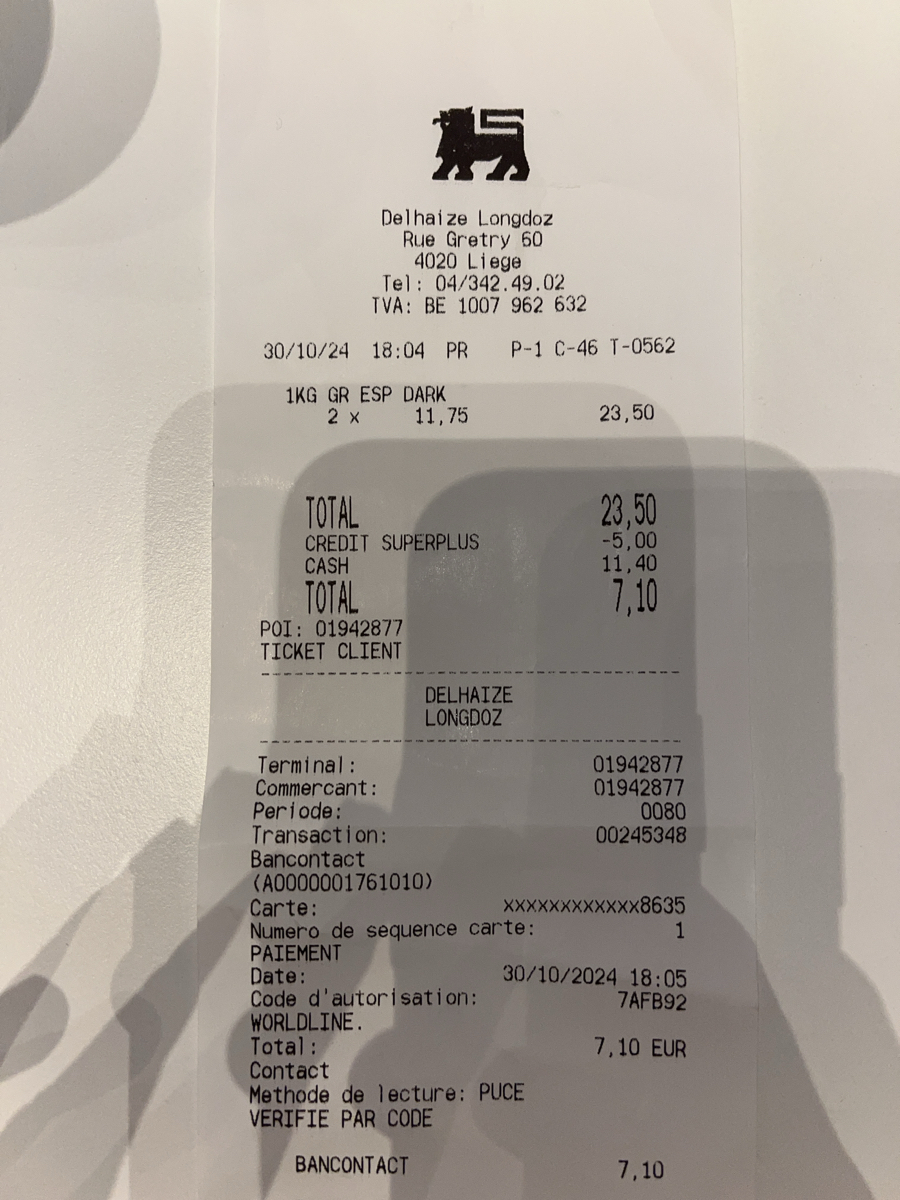 Delhaize Longdoz
Rue Gretry 60
4020 Liege
Tel: 04/342.49.02
TVA: BE 1007 962 632
30/10/24 18:04 PR P-1 C-46 T-0562
1KG GR ESP DARK
2 x 11,75 23,50
TOTAL 23,50
CREDIT SUPERPLUS -5,00
CASH 11,40
TOTAL 7,10
POI: 01942877
TICKET CLIENT
DELHAIZE
LONGDOZ
Terminal: 01942877
Commercant: 01942877
Periode: 0080
Transaction: 00245348
Bancontact
(A0000001761010)
Carte: xxxxxxxxxxxx8635
Numero de sequence carte: 1
PAIEMENT
Date: 30/10/2024 18:05
Code d'autorisation: 7AFB92
WORLDLINE.
Total: 7,10 EUR
Contact
Methode de lecture: PUCE
VERIFIE PAR CODE
BANCONTACT 7,10